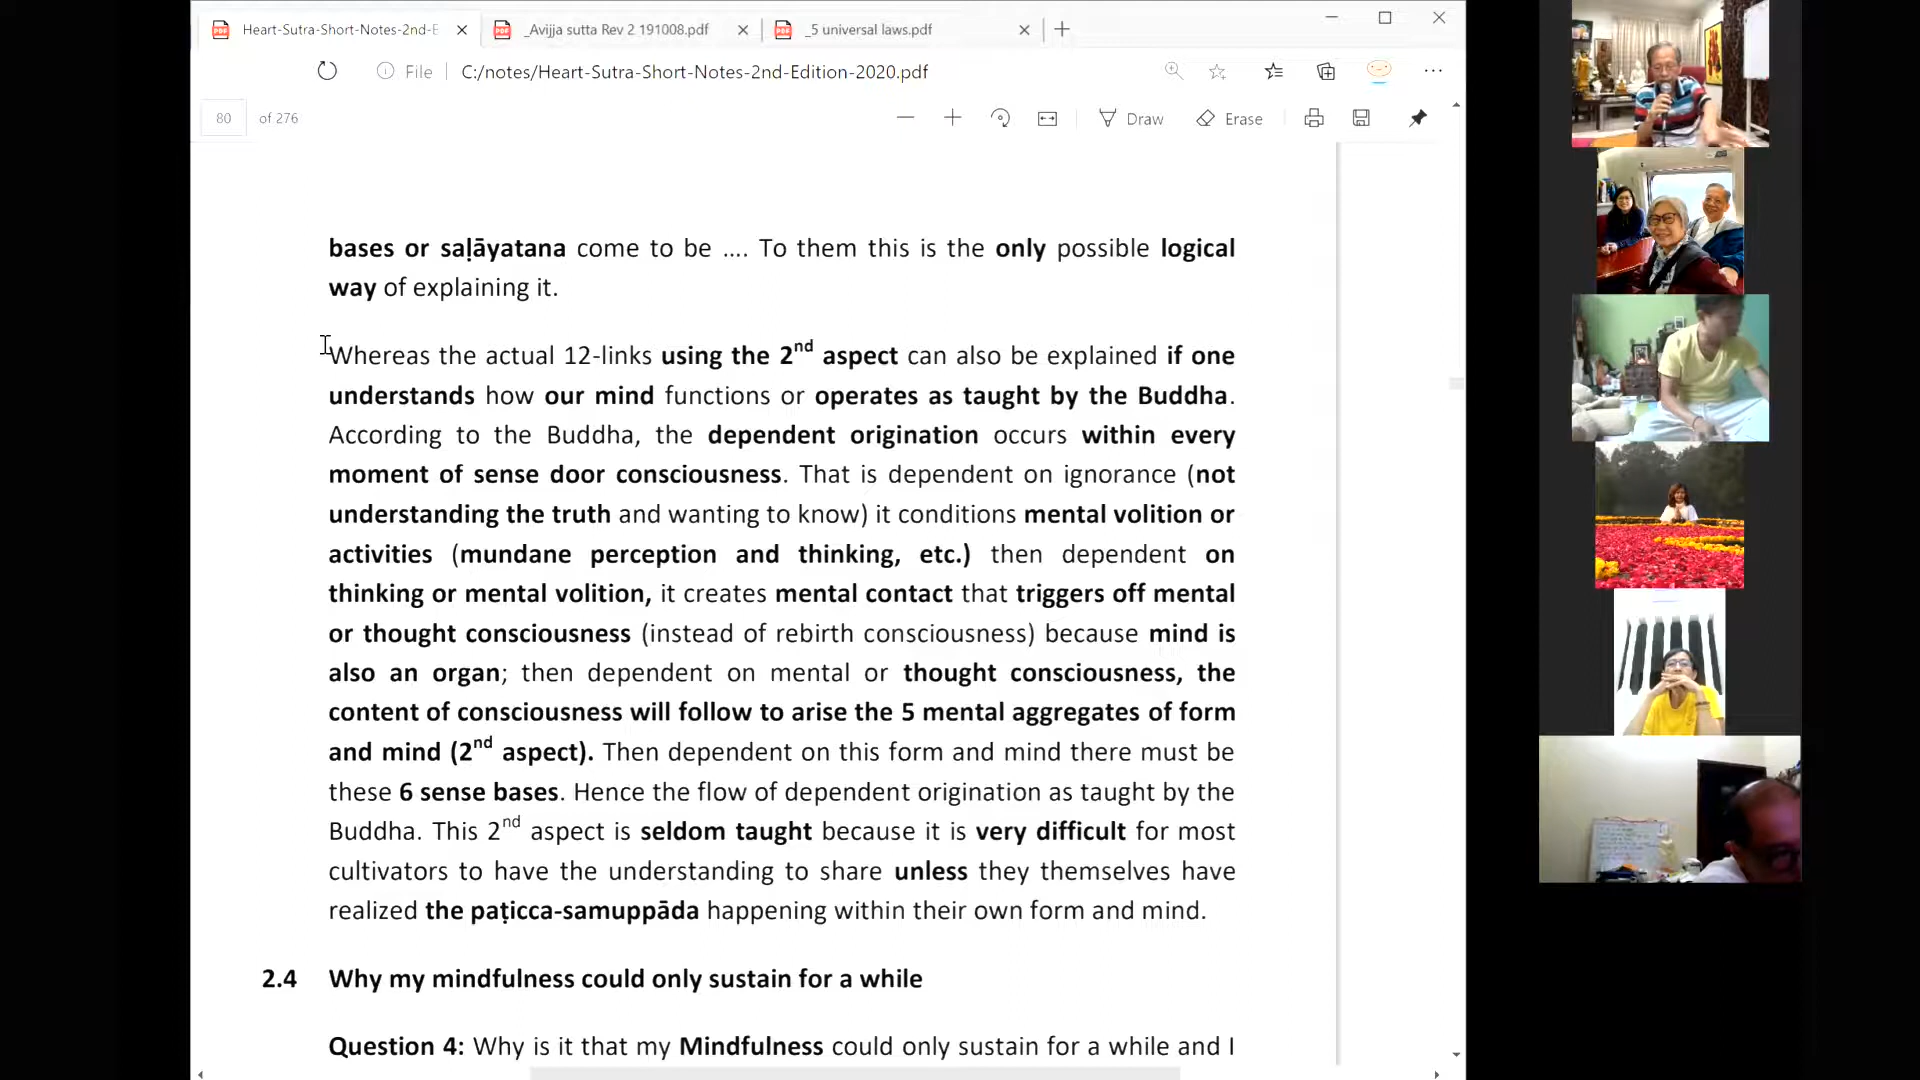 Heart-Sutra-Short-Notes-2nd-E
_Avijja sutta Rev 2 191008.pdf
_5 universal laws.pdf
File
C:/notes/Heart-Sutra-Short-Notes-2nd-Edition-2020.pdf
80 of 276
Draw
Erase
bases or saḷāyatana come to be .... To them this is the only possible logical
way of explaining it.
Whereas the actual 12-links using the 2nd aspect can also be explained if one
understands how our mind functions or operates as taught by the Buddha.
According to the Buddha, the dependent origination occurs within every
moment of sense door consciousness. That is dependent on ignorance (not
understanding the truth and wanting to know) it conditions mental volition or
activities (mundane perception and thinking, etc.) then dependent on
thinking or mental volition, it creates mental contact that triggers off mental
or thought consciousness (instead of rebirth consciousness) because mind is
also an organ; then dependent on mental or thought consciousness, the
content of consciousness will follow to arise the 5 mental aggregates of form
and mind (2nd aspect). Then dependent on this form and mind there must be
these 6 sense bases. Hence the flow of dependent origination as taught by the
Buddha. This 2nd aspect is seldom taught because it is very difficult for most
cultivators to have the understanding to share unless they themselves have
realized the paṭicca-samuppāda happening within their own form and mind.
2.4 Why my mindfulness could only sustain for a while
Question 4: Why is it that my Mindfulness could only sustain for a while and I